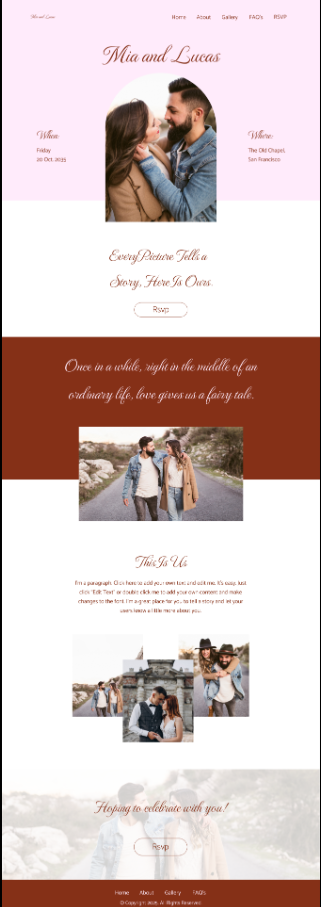 Mia and Lucas
Home About Gallery FAQ's RSVP
Mia and Lucas
When
Friday
20 Oct, 2035
Where
The Old Chapel,
San Francisco
Every Picture Tells a
Story, Here Is Ours.
Rsvp
Once in a while, right in the middle of an
ordinary life, love gives us a fairy tale.
This Is Us
I'm a paragraph. Click here to add your own text and edit me. It's easy. Just
click "Edit Text" or double click me to add your own content and make
changes to the font. I'm a great place for you to tell a story and let your
users know a little more about you.
Hoping to celebrate with you!
Rsvp
Home About Gallery FAQ's
© Copyright 2035. All Rights Reserved.